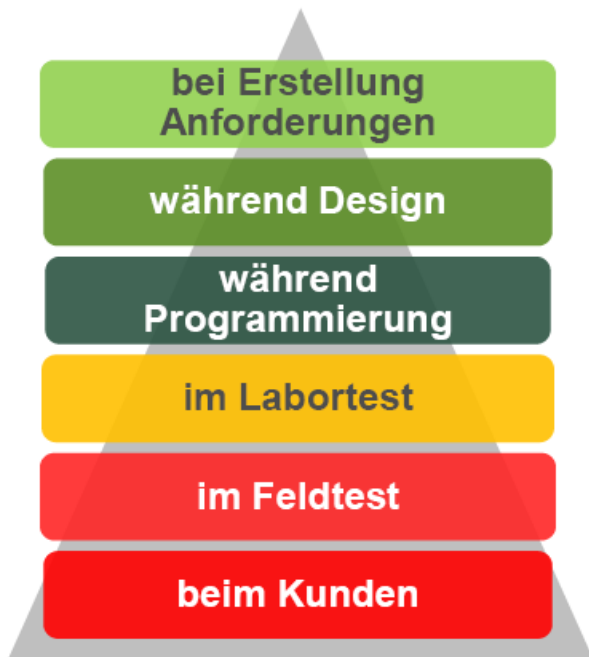 bei Erstellung
Anforderungen
während Design
während
Programmierung
im Labortest
im Feldtest
beim Kunden